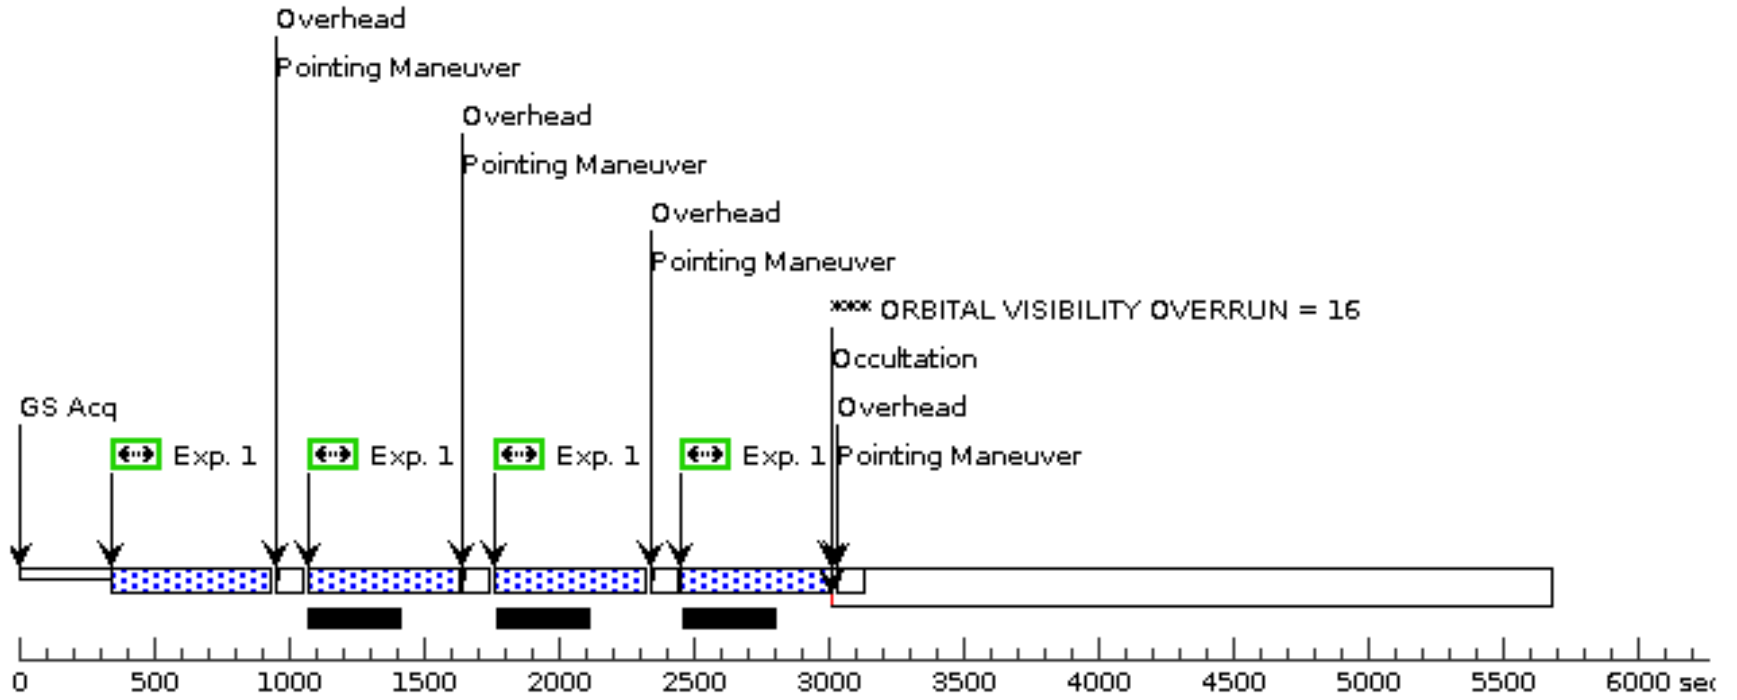 Overhead
Pointing Maneuver
Overhead
Pointing Maneuver
Overhead
Pointing Maneuver
*** ORBITAL VISIBILITY OVERRUN = 16
Occultation
GS Acq
Overhead
Exp. 1 Exp. 1 Exp. 1 Exp. 1 Pointing Maneuver
0 500 1000 1500 2000 2500 3000 3500 4000 4500 5000 5500 6000 sec